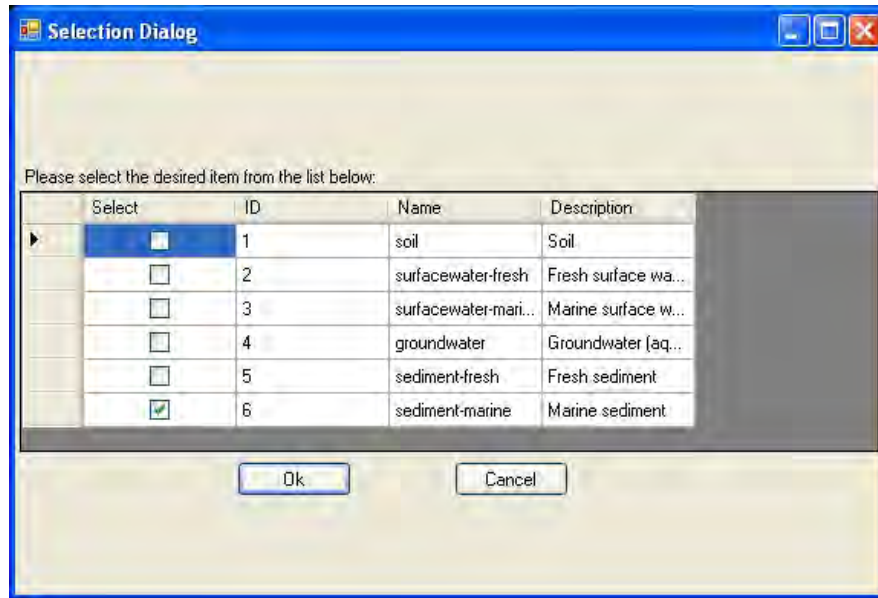 Selection Dialog
Please select the desired item from the list below:
Select ID Name Description
1 soil Soil
2 surfacewater-fresh Fresh surface wa...
3 surfacewater-mari... Marine surface w...
4 groundwater Groundwater (aq...
5 sediment-fresh Fresh sediment
6 sediment-marine Marine sediment
Ok Cancel